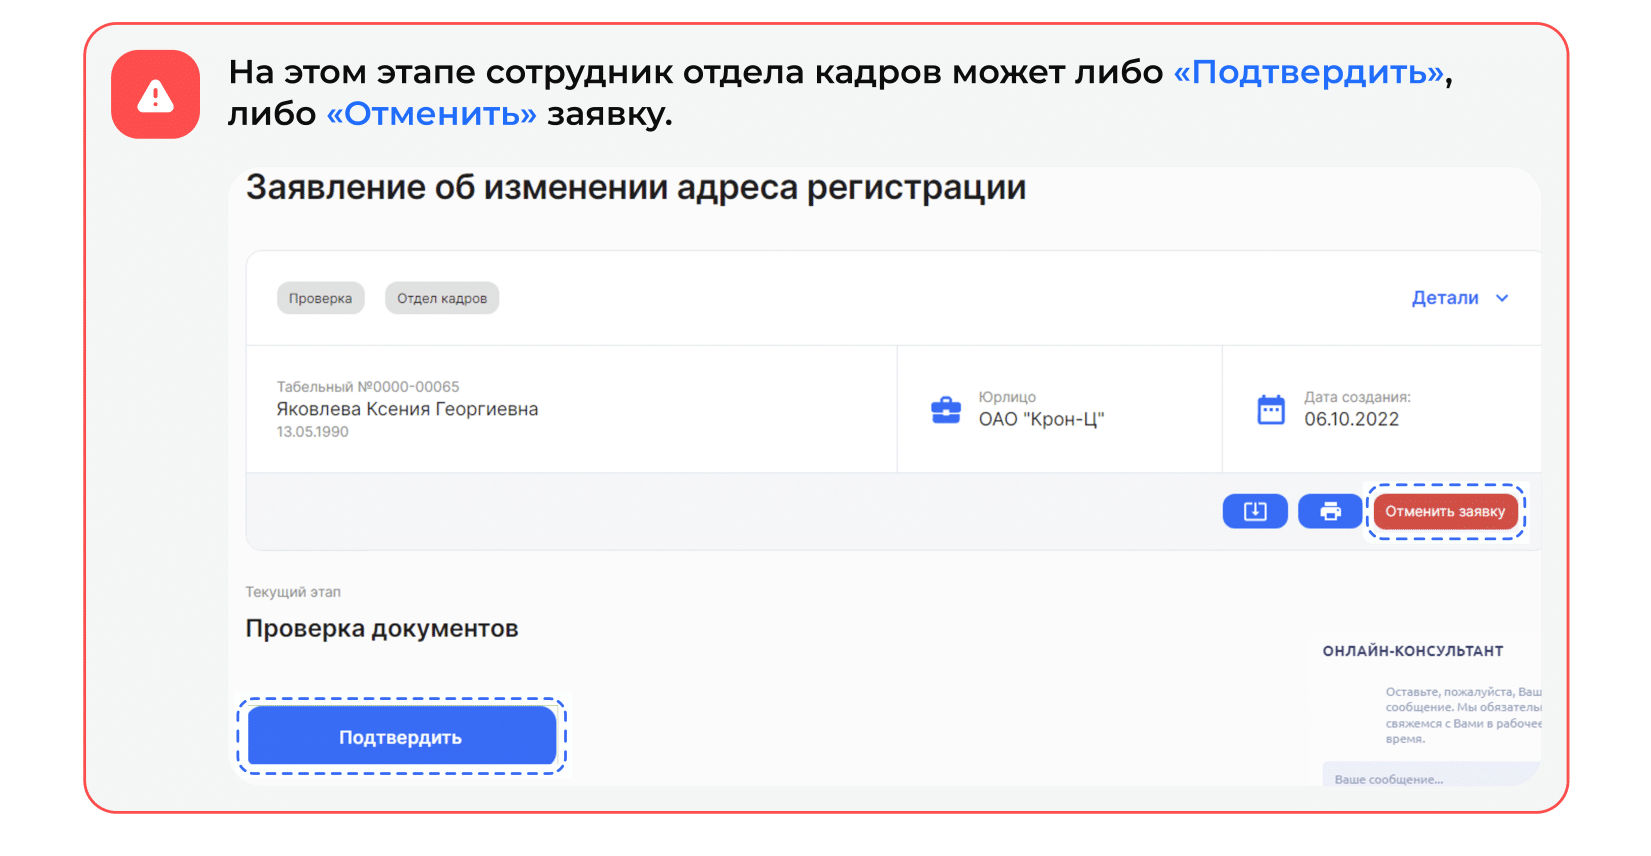 На этом этапе сотрудник отдела кадров может либо «Подтвердить»,
либо «Отменить» заявку.
Заявление об изменении адреса регистрации
Проверка
Отдел кадров
Детали
Табельный №0000-00065
Яковлева Ксения Георгиевна
13.05.1990
Юрлицо
ОАО "Крон-Ц"
Дата создания:
06.10.2022
Отменить заявку
Текущий этап
Проверка документов
Подтвердить
ОНЛАЙН-КОНСУЛЬТАНТ
Оставьте, пожалуйста, Ваш
сообщение. Мы обязатель
свяжемся с Вами в рабочее
время.
Ваше сообщение...